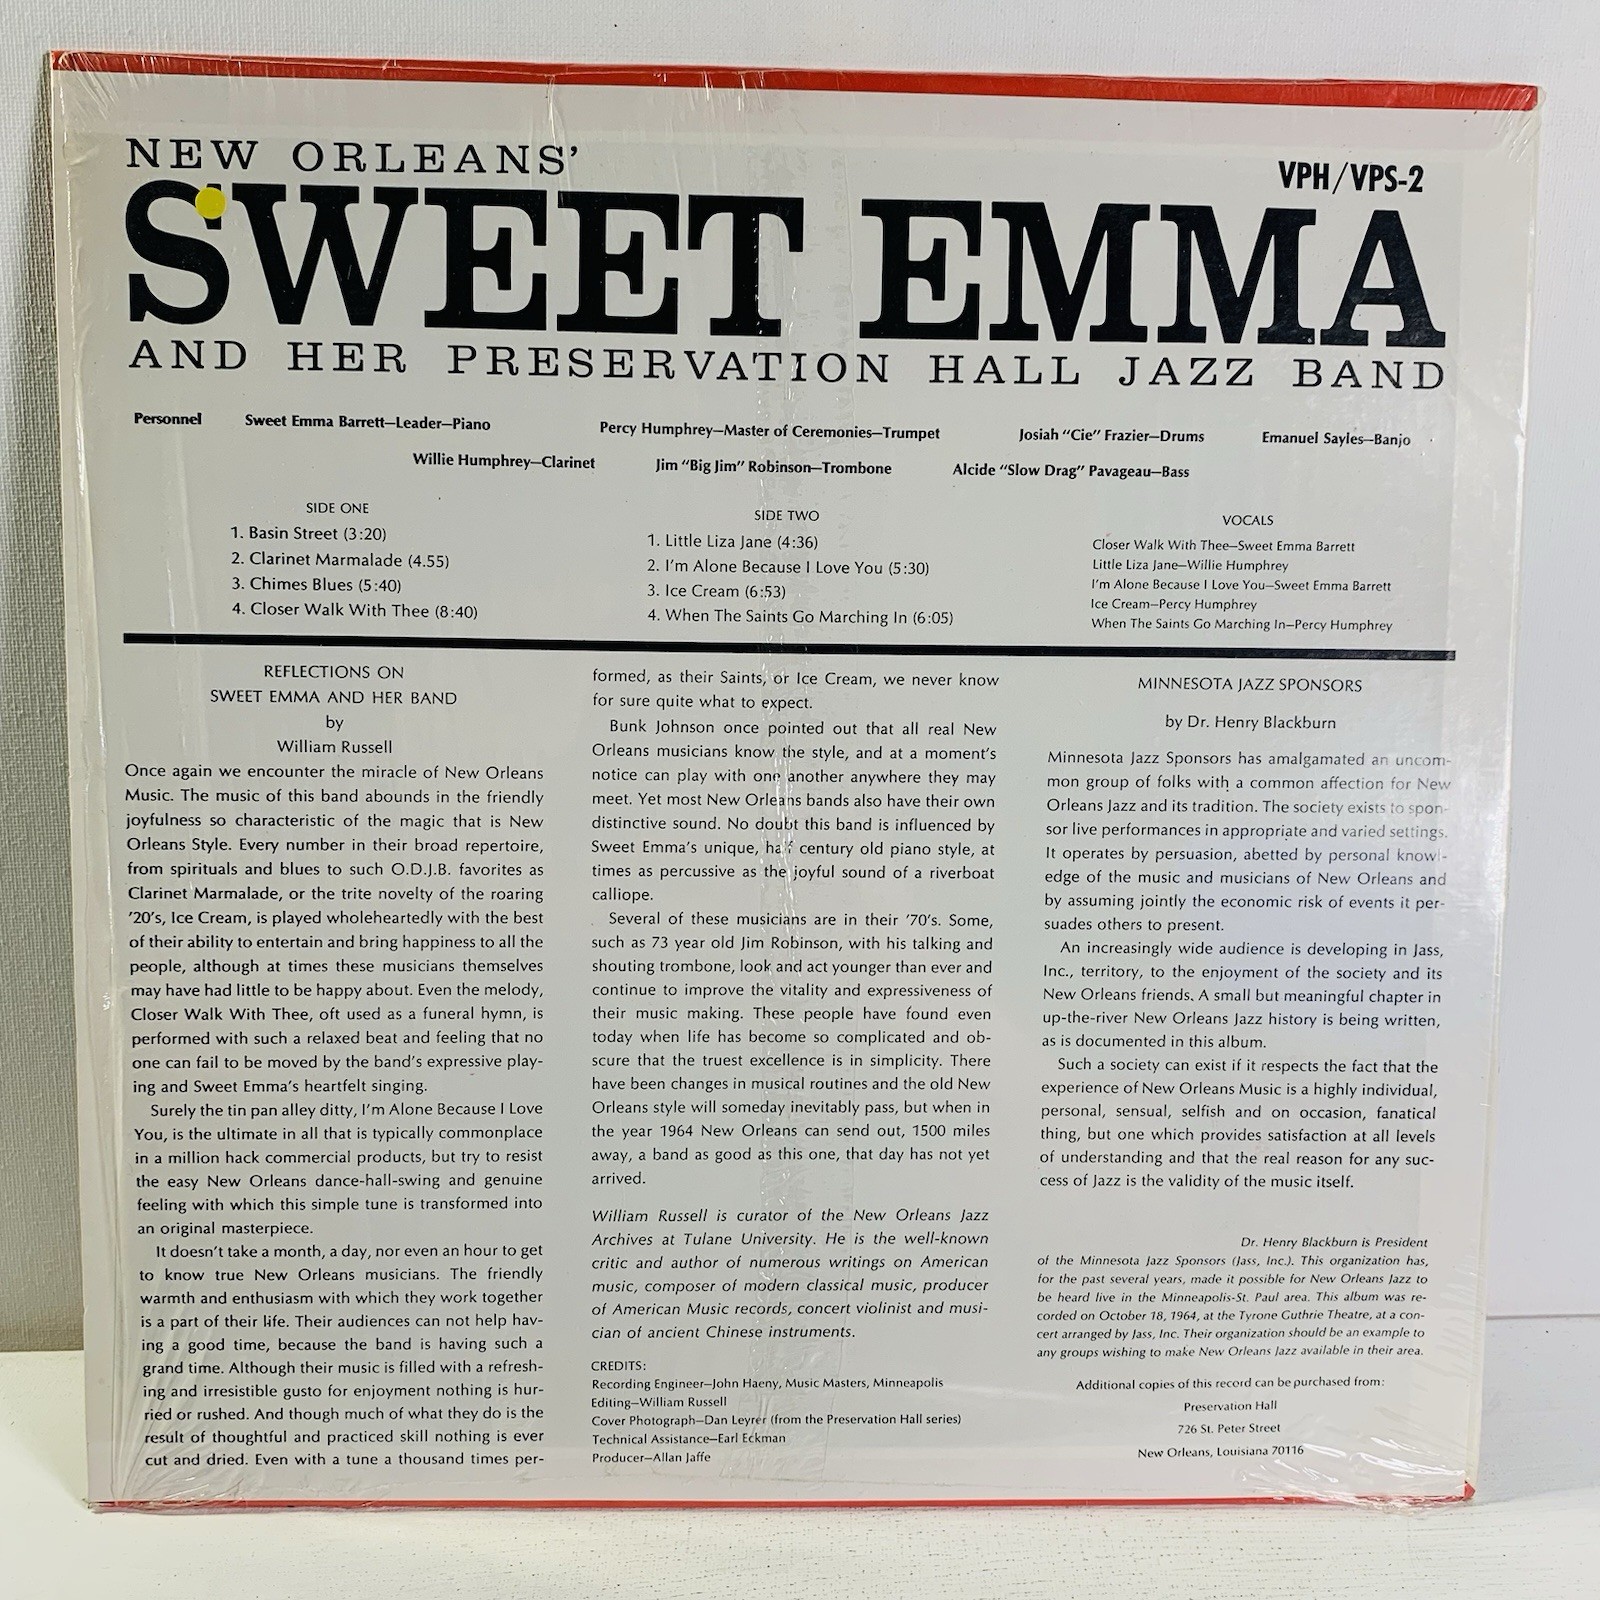 NEW ORLEANS'
VPH/VPS-2
SWEET EMMA
AND HER PRESERVATION HALL JAZZ BAND
Personnel Sweet Emma Barrett—Leader—Piano Percy Humphrey—Master of Ceremonies—Trumpet Josiah "Cie" Frazier—Drums Emanuel Sayles—Banjo
Willie Humphrey—Clarinet Jim "Big Jim" Robinson—Trombone Alcide "Slow Drag" Pavageau—Bass
SIDE ONE
1. Basin Street (3:20)
2. Clarinet Marmalade (4.55)
3. Chimes Blues (5:40)
4. Closer Walk With Thee (8:40)
SIDE TWO
1. Little Liza Jane (4:36)
2. I'm Alone Because I Love You (5:30)
3. Ice Cream (6:53)
4. When The Saints Go Marching In (6:05)
VOCALS
Closer Walk With Thee—Sweet Emma Barrett
Little Liza Jane—Willie Humphrey
I'm Alone Because I Love You—Sweet Emma Barrett
Ice Cream—Percy Humphrey
When The Saints Go Marching In—Percy Humphrey
REFLECTIONS ON
SWEET EMMA AND HER BAND
by
William Russell
Once again we encounter the miracle of New Orleans
Music. The music of this band abounds in the friendly
joyfulness so characteristic of the magic that is New
Orleans Style. Every number in their broad repertoire,
from spirituals and blues to such O.D.J.B. favorites as
Clarinet Marmalade, or the trite novelty of the roaring
'20's, Ice Cream, is played wholeheartedly with the best
of their ability to entertain and bring happiness to all the
people, although at times these musicians themselves
may have had little to be happy about. Even the melody,
Closer Walk With Thee, oft used as a funeral hymn, is
performed with such a relaxed beat and feeling that no
one can fail to be moved by the band's expressive play-
ing and Sweet Emma's heartfelt singing.
Surely the tin pan alley ditty, I'm Alone Because I Love
You, is the ultimate in all that is typically commonplace
in a million hack commercial products, but try to resist
the easy New Orleans dance-hall-swing and genuine
feeling with which this simple tune is transformed into
an original masterpiece.
It doesn't take a month, a day, nor even an hour to get
to know true New Orleans musicians. The friendly
warmth and enthusiasm with which they work together
is a part of their life. Their audiences can not help hav-
ing a good time, because the band is having such a
grand time. Although their music is filled with a refresh-
ing and irresistible gusto for enjoyment nothing is hur-
ried or rushed. And though much of what they do is the
result of thoughtful and practiced skill nothing is ever
cut and dried. Even with a tune a thousand times per-
formed, as their Saints, or Ice Cream, we never know
for sure quite what to expect.
Bunk Johnson once pointed out that all real New
Orleans musicians know the style, and at a moment's
notice can play with one another anywhere they may
meet. Yet most New Orleans bands also have their own
distinctive sound. No doubt this band is influenced by
Sweet Emma's unique, half century old piano style, at
times as percussive as the joyful sound of a riverboat
calliope.
Several of these musicians are in their '70's. Some,
such as 73 year old Jim Robinson, with his talking and
shouting trombone, look and act younger than ever and
continue to improve the vitality and expressiveness of
their music making. These people have found even
today when life has become so complicated and ob-
scure that the truest excellence is in simplicity. There
have been changes in musical routines and the old New
Orleans style will someday inevitably pass, but when in
the year 1964 New Orleans can send out, 1500 miles
away, a band as good as this one, that day has not yet
arrived.
William Russell is curator of the New Orleans Jazz
Archives at Tulane University. He is the well-known
critic and author of numerous writings on American
music, composer of modern classical music, producer
of American Music records, concert violinist and musi-
cian of ancient Chinese instruments.
CREDITS:
Recording Engineer—John Haeny, Music Masters, Minneapolis
Editing—William Russell
Cover Photograph—Dan Leyrer (from the Preservation Hall series)
Technical Assistance—Earl Eckman
Producer—Allan Jaffe
MINNESOTA JAZZ SPONSORS
by Dr. Henry Blackburn
Minnesota Jazz Sponsors has amalgamated an uncom-
mon group of folks with a common affection for New
Orleans Jazz and its tradition. The society exists to spon-
sor live performances in appropriate and varied settings.
It operates by persuasion, abetted by personal knowl-
edge of the music and musicians of New Orleans and
by assuming jointly the economic risk of events it per-
suades others to present.
An increasingly wide audience is developing in Jass,
Inc., territory, to the enjoyment of the society and its
New Orleans friends. A small but meaningful chapter in
up-the-river New Orleans Jazz history is being written,
as is documented in this album.
Such a society can exist if it respects the fact that the
experience of New Orleans Music is a highly individual,
personal, sensual, selfish and on occasion, fanatical
thing, but one which provides satisfaction at all levels
of understanding and that the real reason for any suc-
cess of Jazz is the validity of the music itself.
Dr. Henry Blackburn is President
of the Minnesota Jazz Sponsors (Jass, Inc.). This organization has,
for the past several years, made it possible for New Orleans Jazz to
be heard live in the Minneapolis-St. Paul area. This album was re-
corded on October 18, 1964, at the Tyrone Guthrie Theatre, at a con-
cert arranged by Jass, Inc. Their organization should be an example to
any groups wishing to make New Orleans Jazz available in their area.
Additional copies of this record can be purchased from:
Preservation Hall
726 St. Peter Street
New Orleans, Louisiana 70116